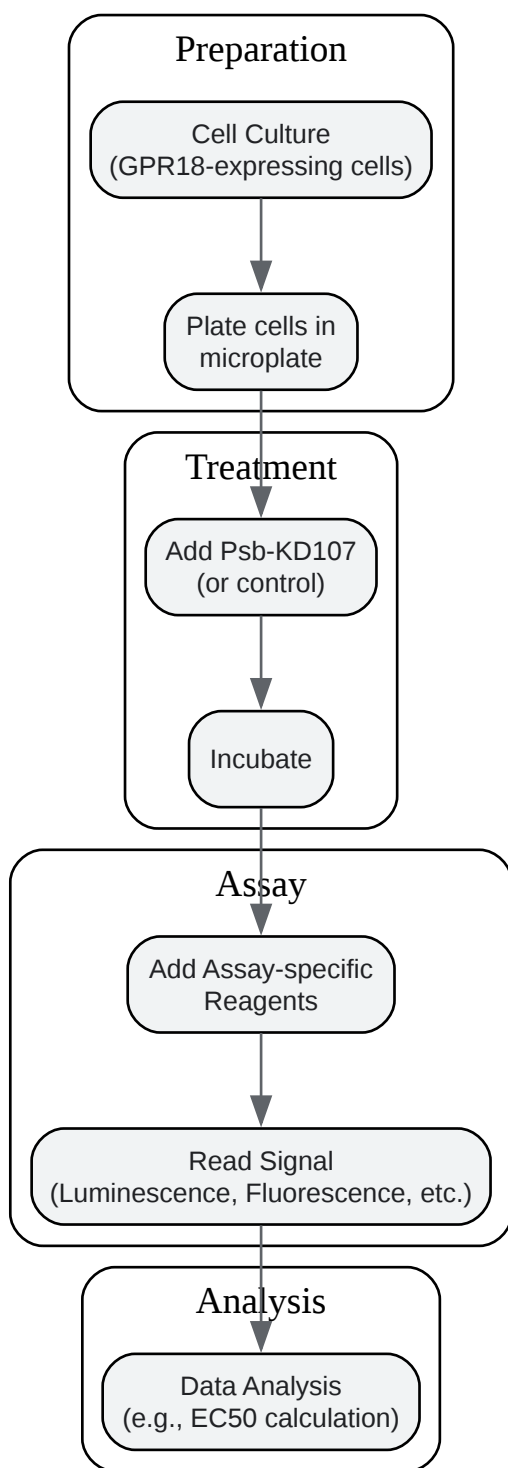 Preparation
Cell Culture
(GPR18-expressing cells)
Plate cells in
microplate
Treatment
Add Psb-KD107
(or control)
Incubate
Assay
Add Assay-specific
Reagents
Read Signal
(Luminescence, Fluorescence, etc.)
Analysis
Data Analysis
(e.g., EC50 calculation)